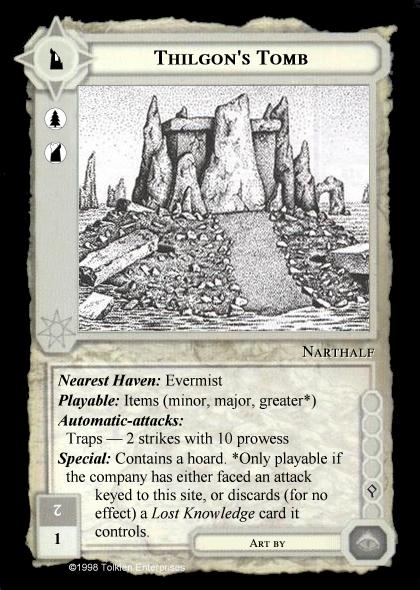 THILGON'S TOMB
NARTHALF
Nearest Haven: Evermist
Playable: Items (minor, major, greater*)
Automatic-attacks:
Traps — 2 strikes with 10 prowess
Special: Contains a hoard. *Only playable if
the company has either faced an attack
keyed to this site, or discards (for no
effect) a Lost Knowledge card it
controls.
2
1
ART BY
©1998 Tolkien Enterprises